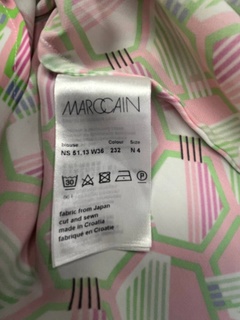 MARCCAIN
Blouse Colour Size
NS 51.13 W36 232 N 4
30
P
fabric from Japan
cut and sewn
made in Croatia
fabriqué en Croatie